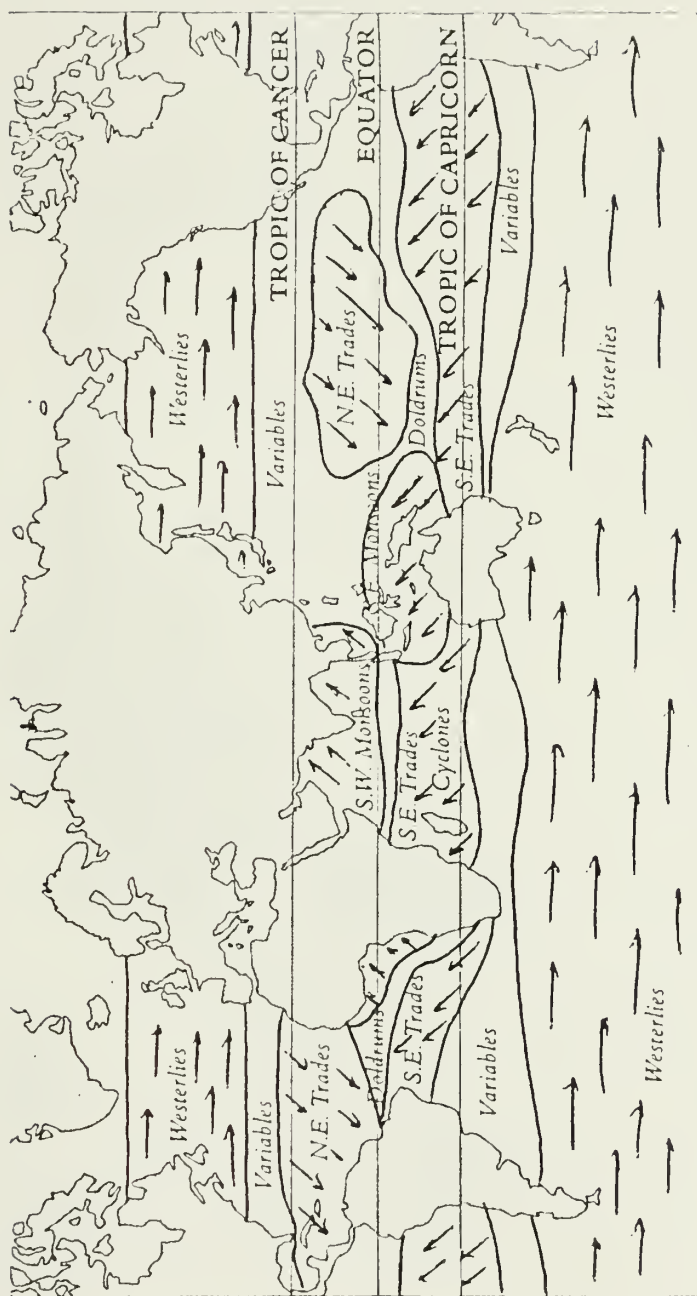 Westerlies
Westerlies
Variables
Variables
TROPIC OF CANCER
N.E. Trades
N.E. Trades
S.W. Monsoons
S.E. Monsoons
EQUATOR
Doldrums
Doldrums
S.E. Trades
S.E. Trades
Cyclones
S.E. Trades
TROPIC OF CAPRICORN
Variables
Variables
Westerlies
Westerlies